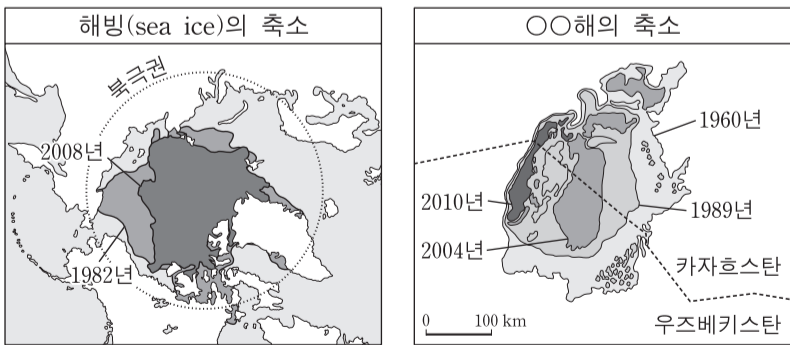 해빙(sea ice)의 축소
북극권
2008년
1982년
○○해의 축소
1960년
2010년
1989년
2004년
카자흐스탄
우즈베키스탄
0 100 km